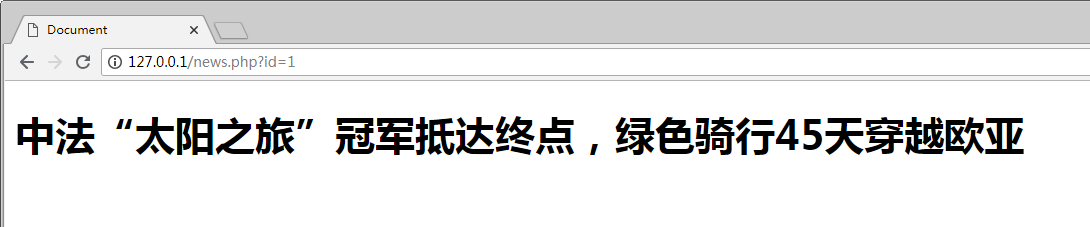 Document
127.0.0.1/news.php?id=1
中法“太阳之旅”冠军抵达终点，绿色骑行45天穿越欧亚